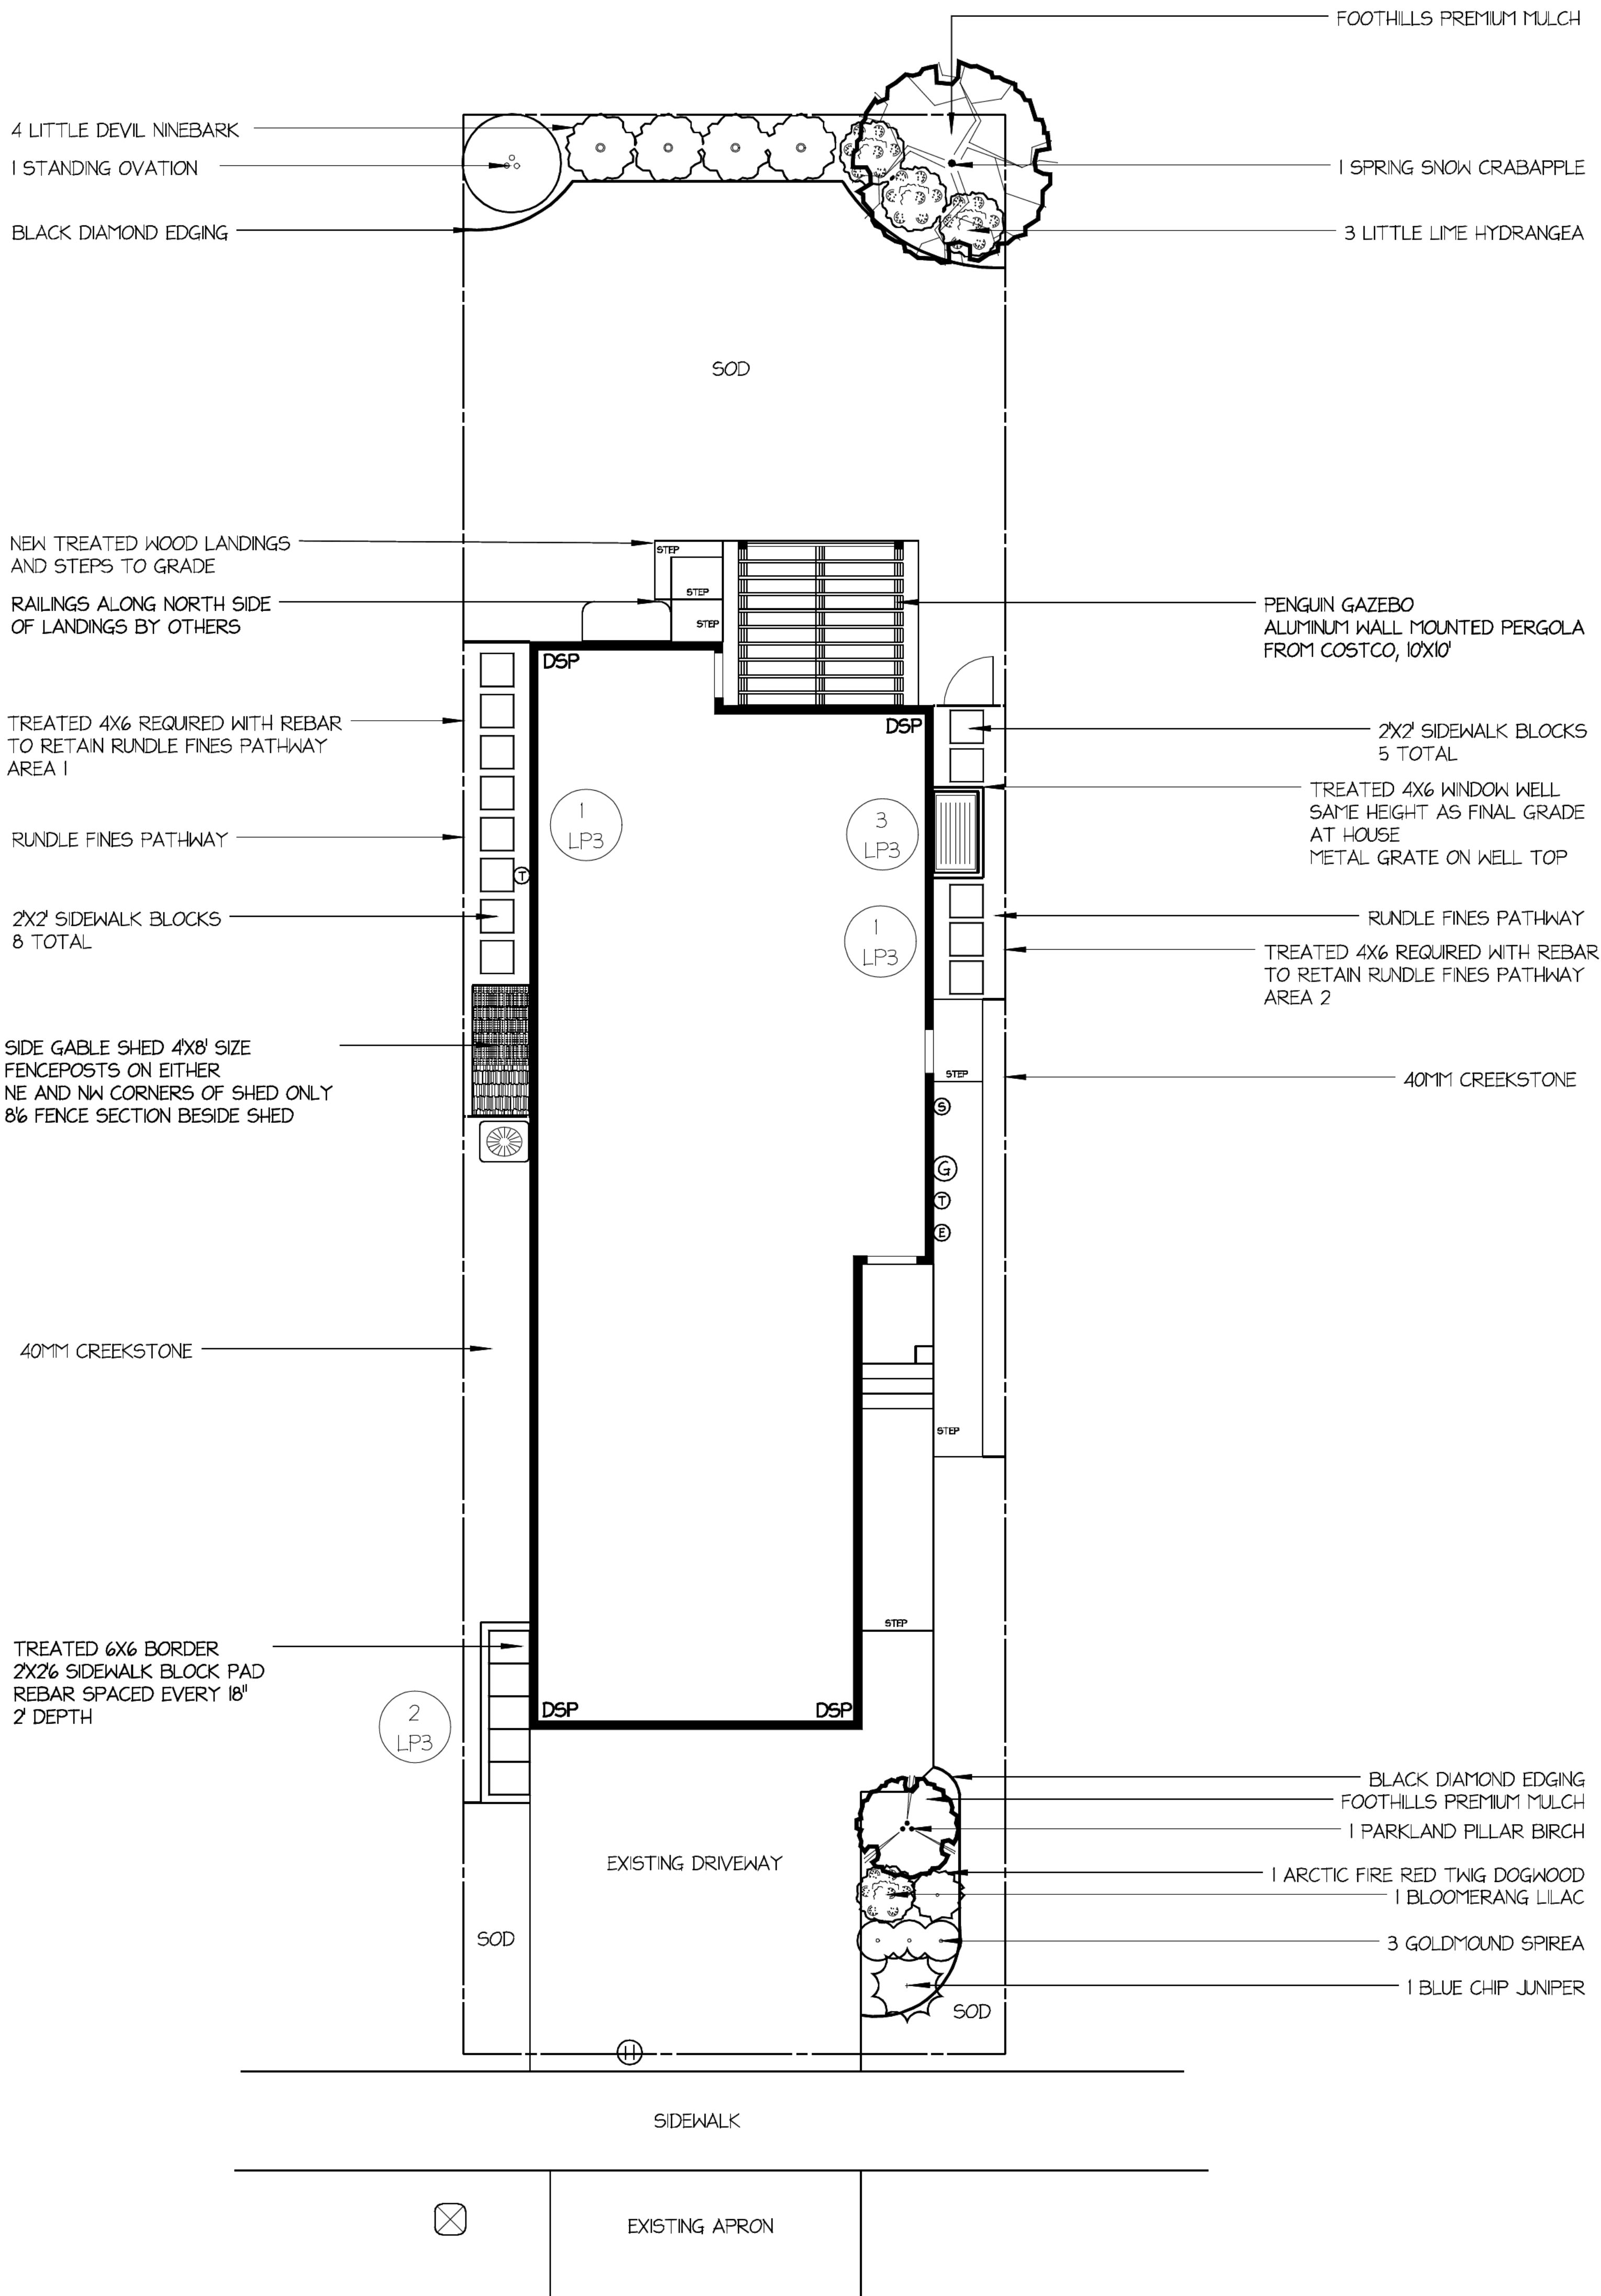 FOOTHILLS PREMIUM MULCH
4 LITTLE DEVIL NINEBARK
1 STANDING OVATION
1 SPRING SNOW CRABAPPLE
BLACK DIAMOND EDGING
3 LITTLE LIME HYDRANGEA
SOD
NEW TREATED WOOD LANDINGS
AND STEPS TO GRADE
STEP
STEP
STEP
RAILINGS ALONG NORTH SIDE
OF LANDINGS BY OTHERS
PENGUIN GAZEBO
ALUMINUM WALL MOUNTED PERGOLA
FROM COSTCO, 10'X10'
DSP
DSP
TREATED 4X6 REQUIRED WITH REBAR
TO RETAIN RUNDLE FINES PATHWAY
AREA 1
2'X2' SIDEWALK BLOCKS
5 TOTAL
TREATED 4X6 WINDOW WELL
SAME HEIGHT AS FINAL GRADE
AT HOUSE
METAL GRATE ON WELL TOP
1
LP3
3
LP3
RUNDLE FINES PATHWAY
T
2'X2' SIDEWALK BLOCKS
8 TOTAL
1
LP3
RUNDLE FINES PATHWAY
TREATED 4X6 REQUIRED WITH REBAR
TO RETAIN RUNDLE FINES PATHWAY
AREA 2
SIDE GABLE SHED 4'X8' SIZE
FENCEPOSTS ON EITHER
NE AND NW CORNERS OF SHED ONLY
8'6 FENCE SECTION BESIDE SHED
STEP
40MM CREEKSTONE
S
G
T
E
40MM CREEKSTONE
STEP
STEP
TREATED 6X6 BORDER
2'X2'6 SIDEWALK BLOCK PAD
REBAR SPACED EVERY 18"
2' DEPTH
2
LP3
DSP
DSP
BLACK DIAMOND EDGING
FOOTHILLS PREMIUM MULCH
1 PARKLAND PILLAR BIRCH
EXISTING DRIVEWAY
1 ARCTIC FIRE RED TWIG DOGWOOD
1 BLOOMERANG LILAC
SOD
3 GOLDMOUND SPIREA
1 BLUE CHIP JUNIPER
SOD
H
SIDEWALK
EXISTING APRON